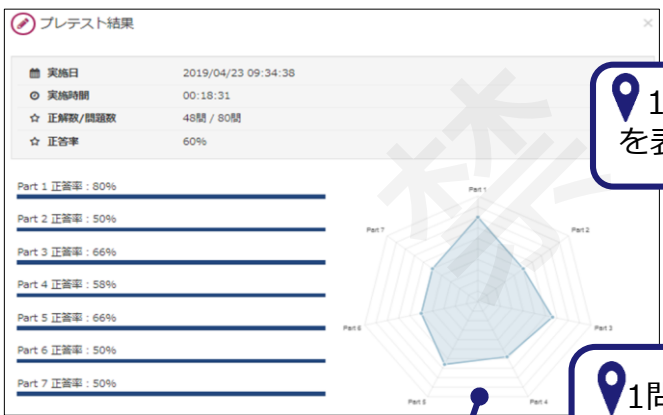 プレテスト結果
×
実施日 2019/04/23 09:34:38
実施時間 00:18:31
正解数/問題数 48問 / 80問
正答率 60%
Part 1 正答率 : 80%
Part 2 正答率 : 50%
Part 3 正答率 : 66%
Part 4 正答率 : 58%
Part 5 正答率 : 66%
Part 6 正答率 : 50%
Part 7 正答率 : 50%
Part 1
Part 7
Part 2
Part 6
Part 3
Part 5
Part 4
1
を表
1問
禁